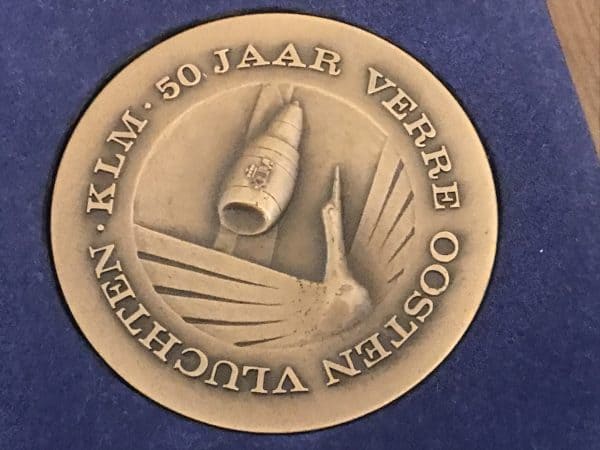 KLM · 50 JAAR VERRE OOSTEN VLUCHTEN ·